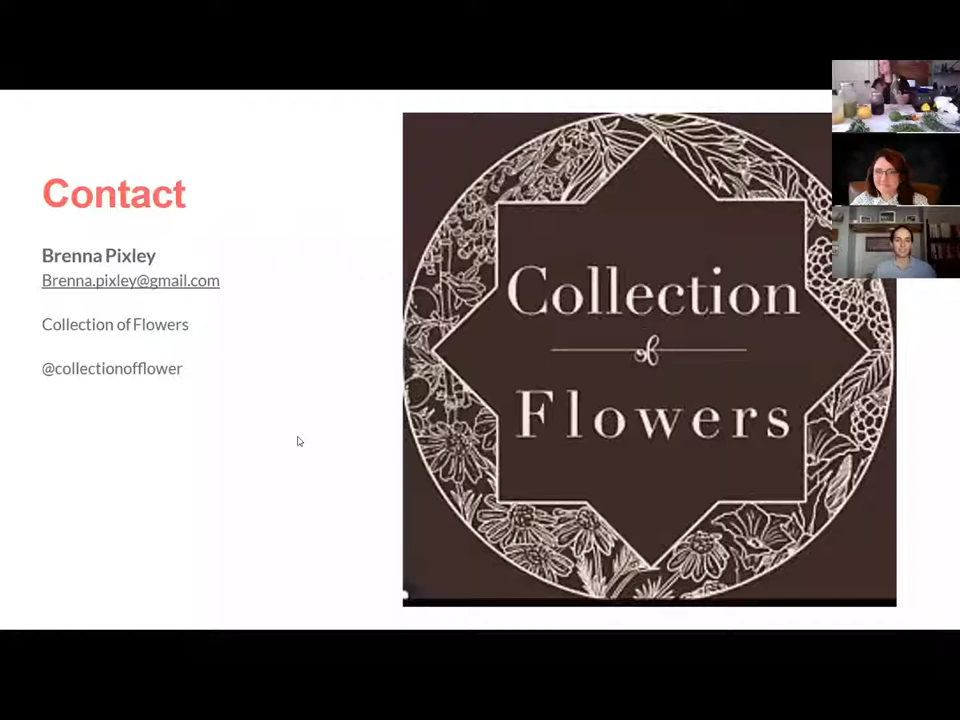 Contact
Brenna Pixley
Brenna.pixley@gmail.com
Collection of Flowers
@collectionofflower
Collection
of
Flowers